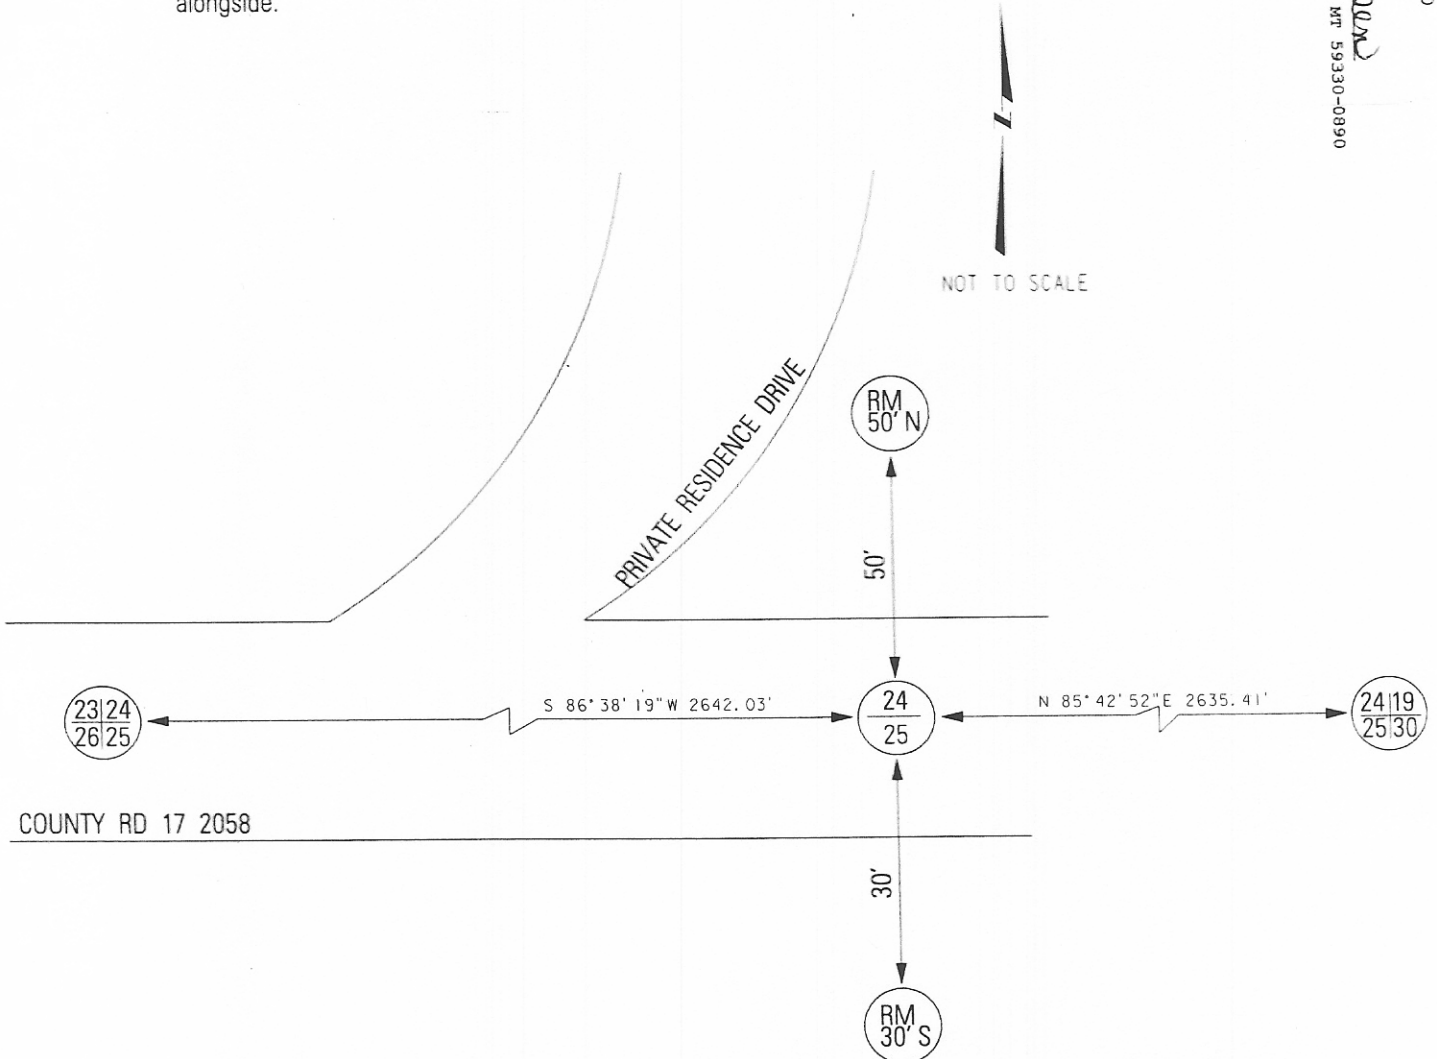 alongside.
MT 59330-0890
N
NOT TO SCALE
RM
50' N
PRIVATE RESIDENCE DRIVE
50'
S 86°38'19"W 2642.03'
N 85°42'52"E 2635.41'
23|24
26|25
24
25
24|19
25|30
COUNTY RD 17 2058
30'
RM
30' S